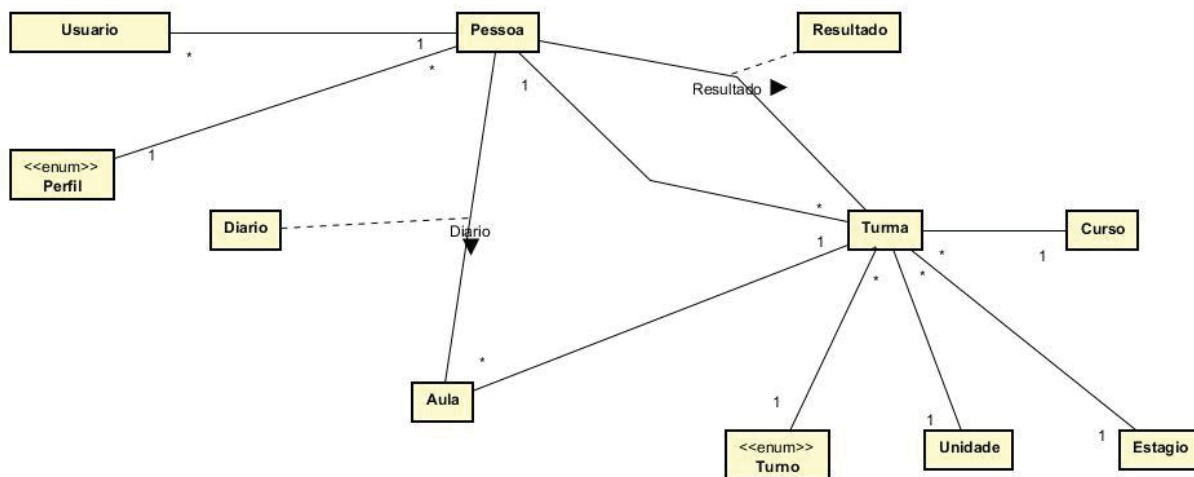 Usuario
Pessoa
Resultado
*
1
*
1
Resultado
1
<<enum>>
Perfil
Diario
Diario
*
1
Turma
Curso
*
1
*
*
*
Aula
1
1
1
<<enum>>
Turno
Unidade
Estagio